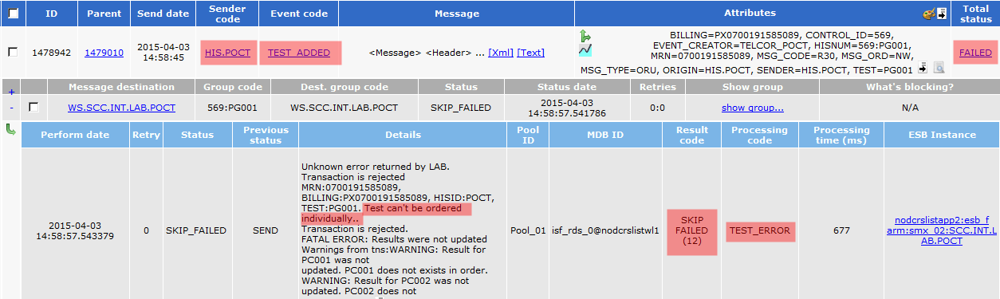 ID Parent Send date Sender code Event code Message Attributes Total status
1478942 1479010 2015-04-03 14:58:45 HIS.POCT TEST_ADDED <Message> <Header> ... [Xml] [Text]
BILLING=PX0700191585089, CONTROL_ID=569,
EVENT_CREATOR=TELCOR_POCT, HISNUM=569:PG001,
MRN=0700191585089, MSG_CODE=R30, MSG_ORD=NW,
MSG_TYPE=ORU, ORIGIN=HIS.POCT, SENDER=HIS.POCT, TEST=PG001
FAILED
+ Message destination Group code Dest. group code Status Status date Retries Show group What's blocking?
- WS.SCC.INT.LAB.POCT 569:PG001 WS.SCC.INT.LAB.POCT SKIP_FAILED 2015-04-03 14:58:57.541786 0:0 show group... N/A
Perform date Retry Status Previous status Details Pool ID MDB ID Result code Processing code Processing time (ms) ESB Instance
2015-04-03
14:58:57.543379
0
SKIP_FAILED
SEND
Unknown error returned by LAB.
Transaction is rejected
MRN:0700191585089,
BILLING:PX0700191585089, HISID:POCT,
TEST:PG001. Test can't be ordered
individually..
Transaction is rejected.
FATAL ERROR: Results were not updated
Warnings from tns:WARNING: Result for
PC001 was not
updated. PC001 does not exists in order.
WARNING: Result for PC002 was not
updated. PC002 does not
Pool_01
isf_rds_0@nodcrslistwl1
SKIP
FAILED
(12)
TEST_ERROR
677
nodcrslistapp2:esb_f
arm:smx_02:SCC.INT.L
AB.POCT